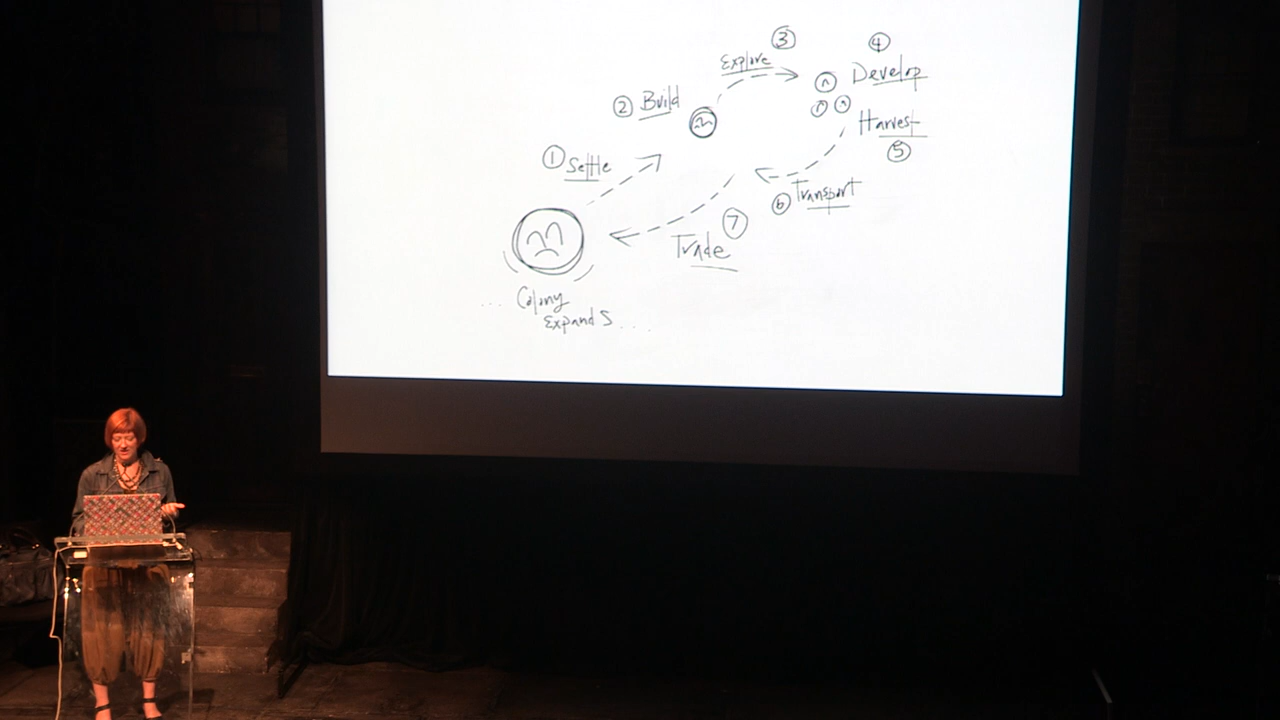 ③
Explore
④
Develop
② Build
Harvest
⑤
① Settle
Transport
⑥
⑦
Trade
... Colony
Expands ....